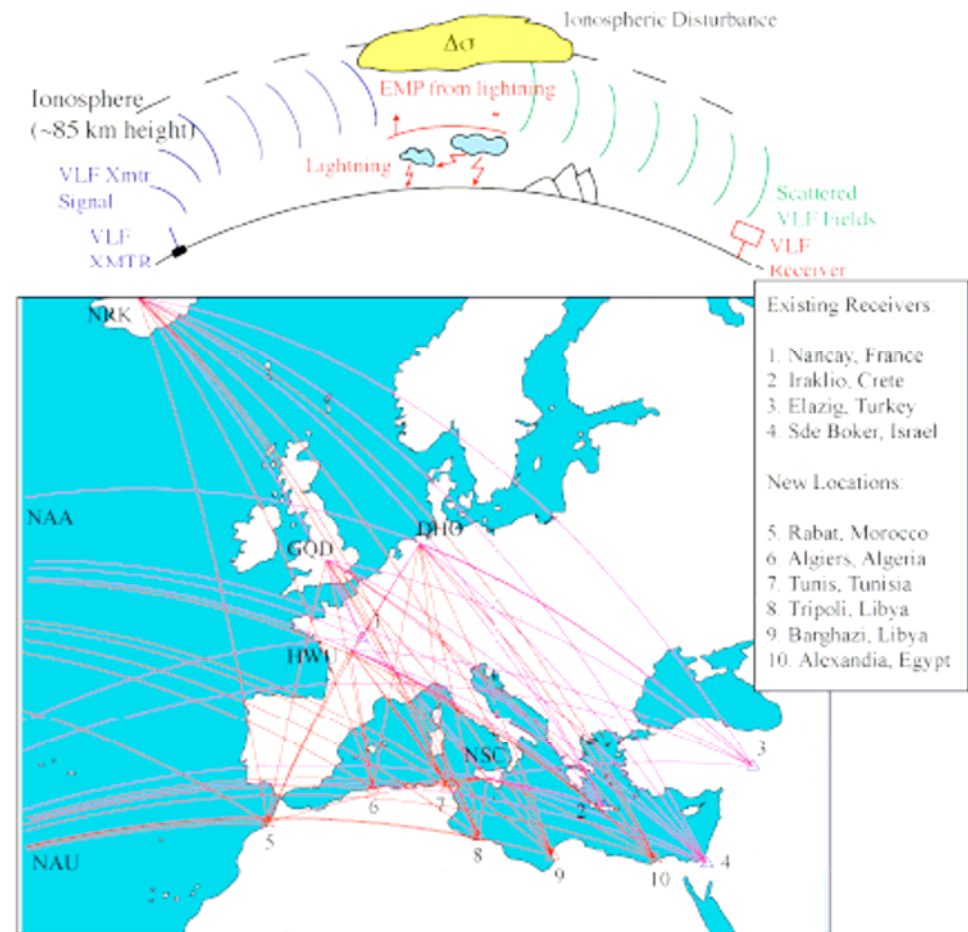 Ionospheric Disturbance
Δσ
EMP from lightning
Ionosphere
(~85 km height)
Lightning
VLF Xmtr
Signal
Scattered
VLF Fields
VLF
XMTR
VLF
Receiver
NRK
Existing Receivers:
1. Nancay, France
2 Iraklio, Crete
3. Elazig, Turkey
4. Sde Boker, Israel
New Locations:
5. Rabat, Morocco
6. Algiers, Algeria
7. Tunis, Tunisia
8. Tripoli, Libya
9. Barghazi, Libya
10. Alexandia, Egypt
NAA
DHO
GQD
1
HWU
NSC
3
6
7
2
5
8
NAU
9
10
4